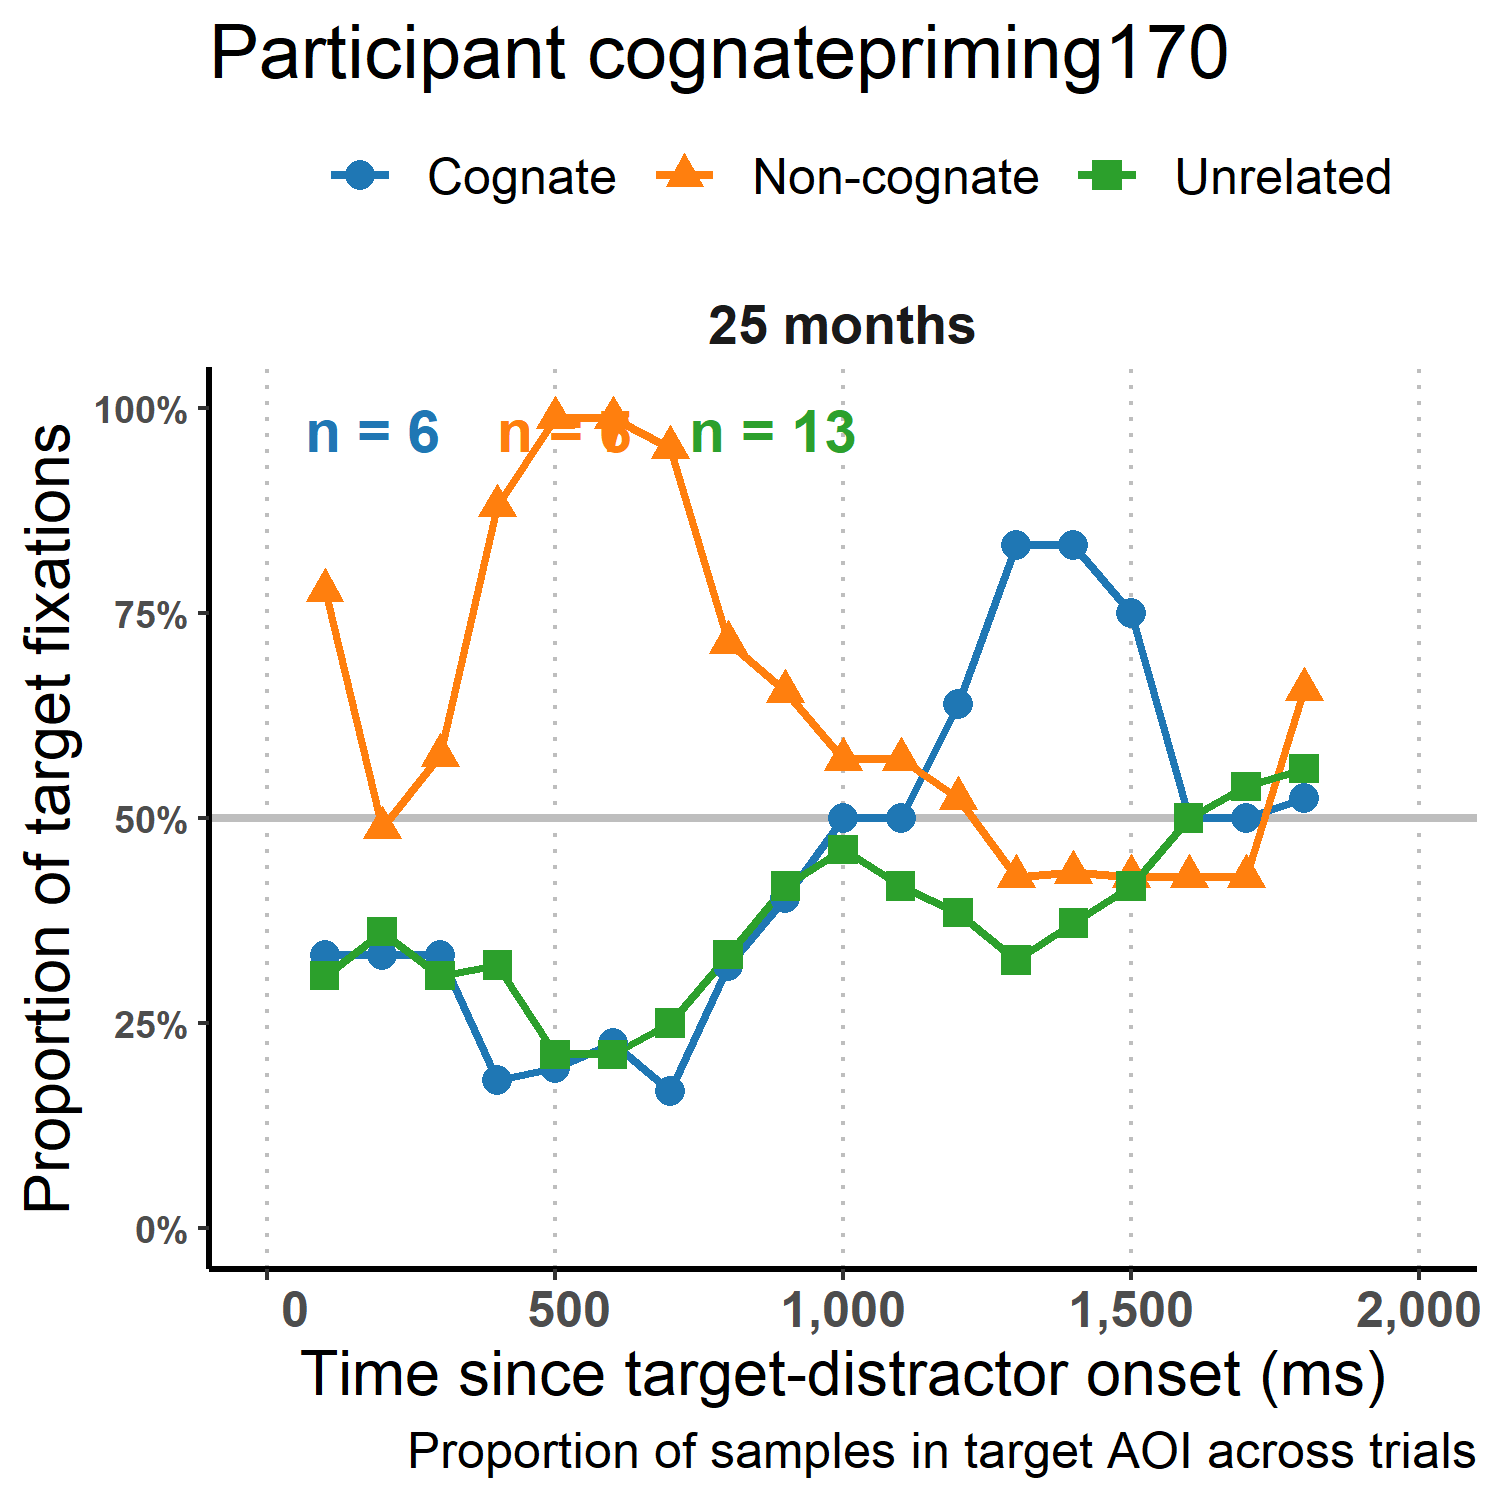 Participant cognatepriming170
Cognate Non-cognate Unrelated
25 months
n = 6 n = n = 13
100%
75%
50%
25%
0%
Proportion of target fixations
0 500 1,000 1,500 2,000
Time since target-distractor onset (ms)
Proportion of samples in target AOI across trials